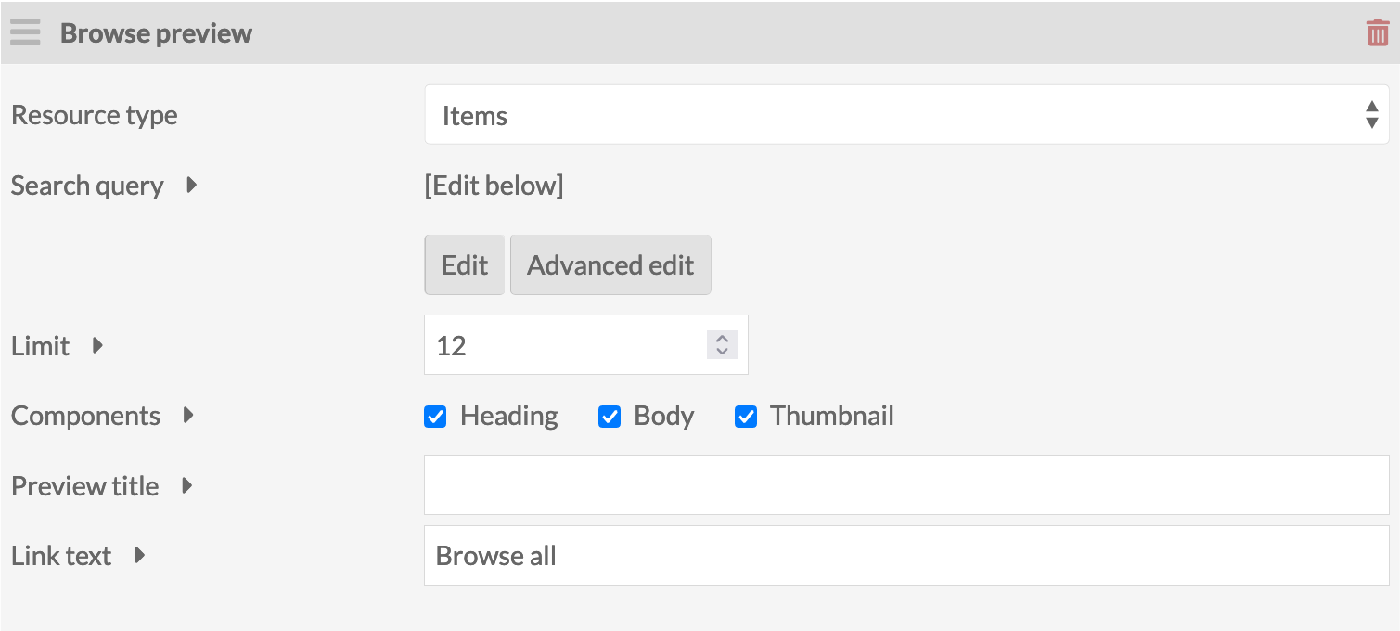 Browse preview
Resource type
Items
Search query
[Edit below]
Edit
Advanced edit
Limit
12
Components
Heading
Body
Thumbnail
Preview title
Link text
Browse all